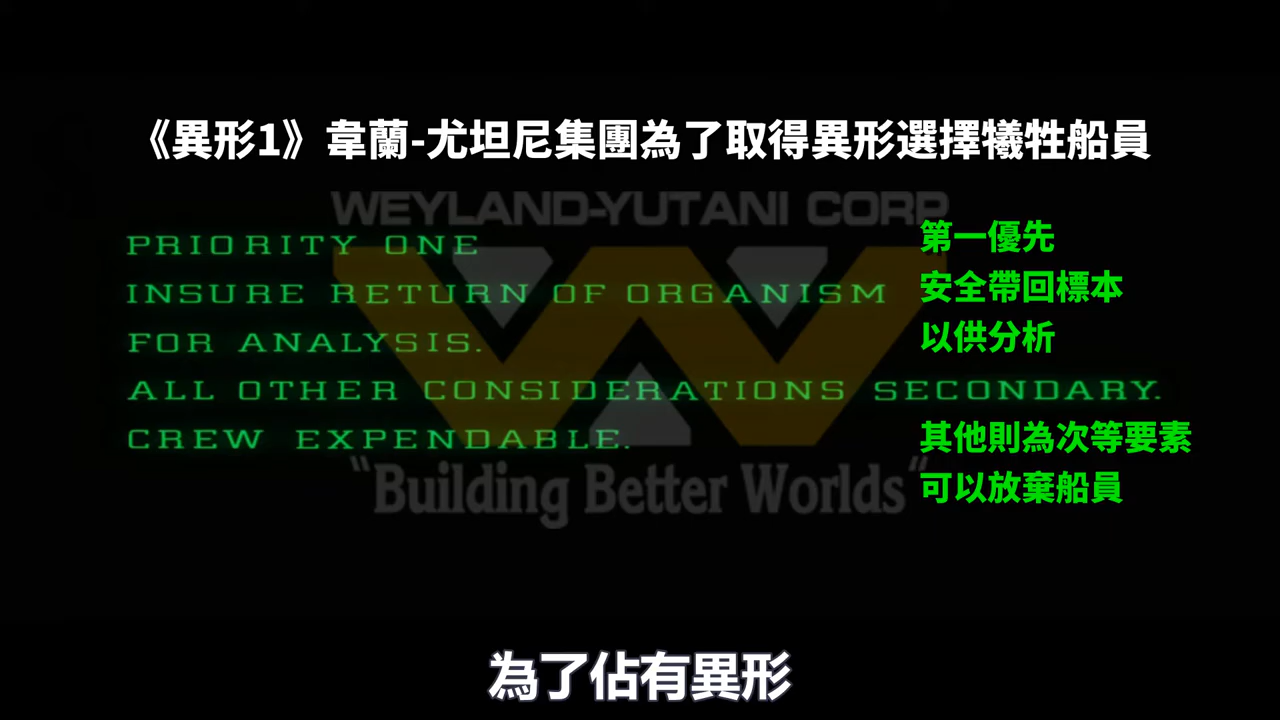 《異形1》韋蘭-尤坦尼集團為了取得異形選擇犧牲船員
WEYLAND-YUTANI CORP
PRIORITY ONE
第一優先
INSURE RETURN OF ORGANISM
安全帶回標本
FOR ANALYSIS.
以供分析
ALL OTHER CONSIDERATIONS SECONDARY.
其他則為次等要素
CREW EXPENDABLE.
可以放棄船員
"Building Better Worlds"
為了佔有異形